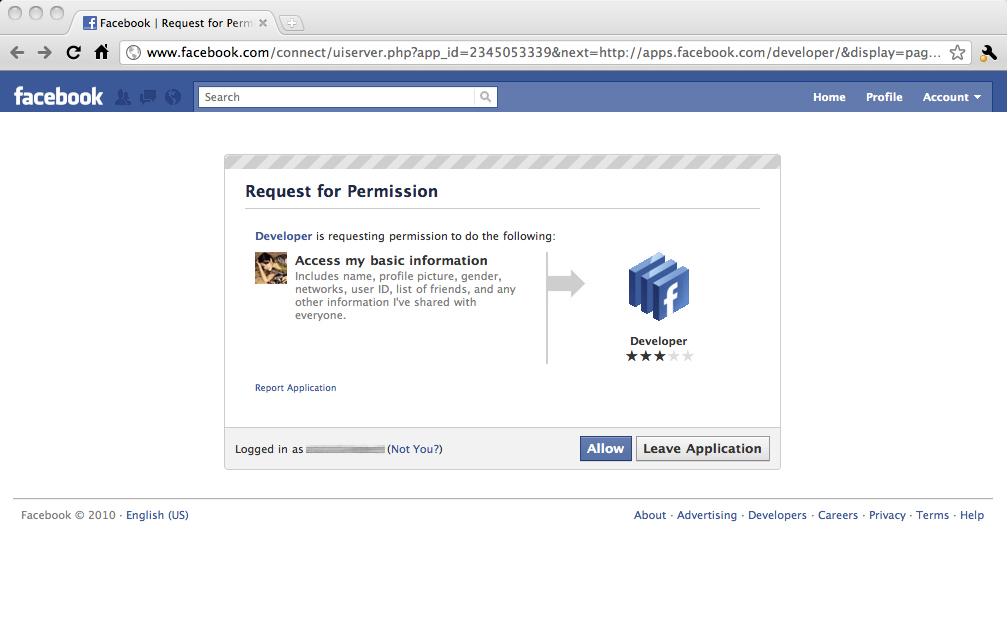 Facebook | Request for Perm
www.facebook.com/connect/uiserver.php?app_id=2345053339&next=http://apps.facebook.com/developer/&display=pag...
facebook
Search
Home Profile Account
Request for Permission
Developer is requesting permission to do the following:
Access my basic information
Includes name, profile picture, gender,
networks, user ID, list of friends, and any
other information I've shared with
everyone.
Developer
Report Application
Logged in as (Not You?)
Allow Leave Application
Facebook © 2010 · English (US)
About · Advertising · Developers · Careers · Privacy · Terms · Help